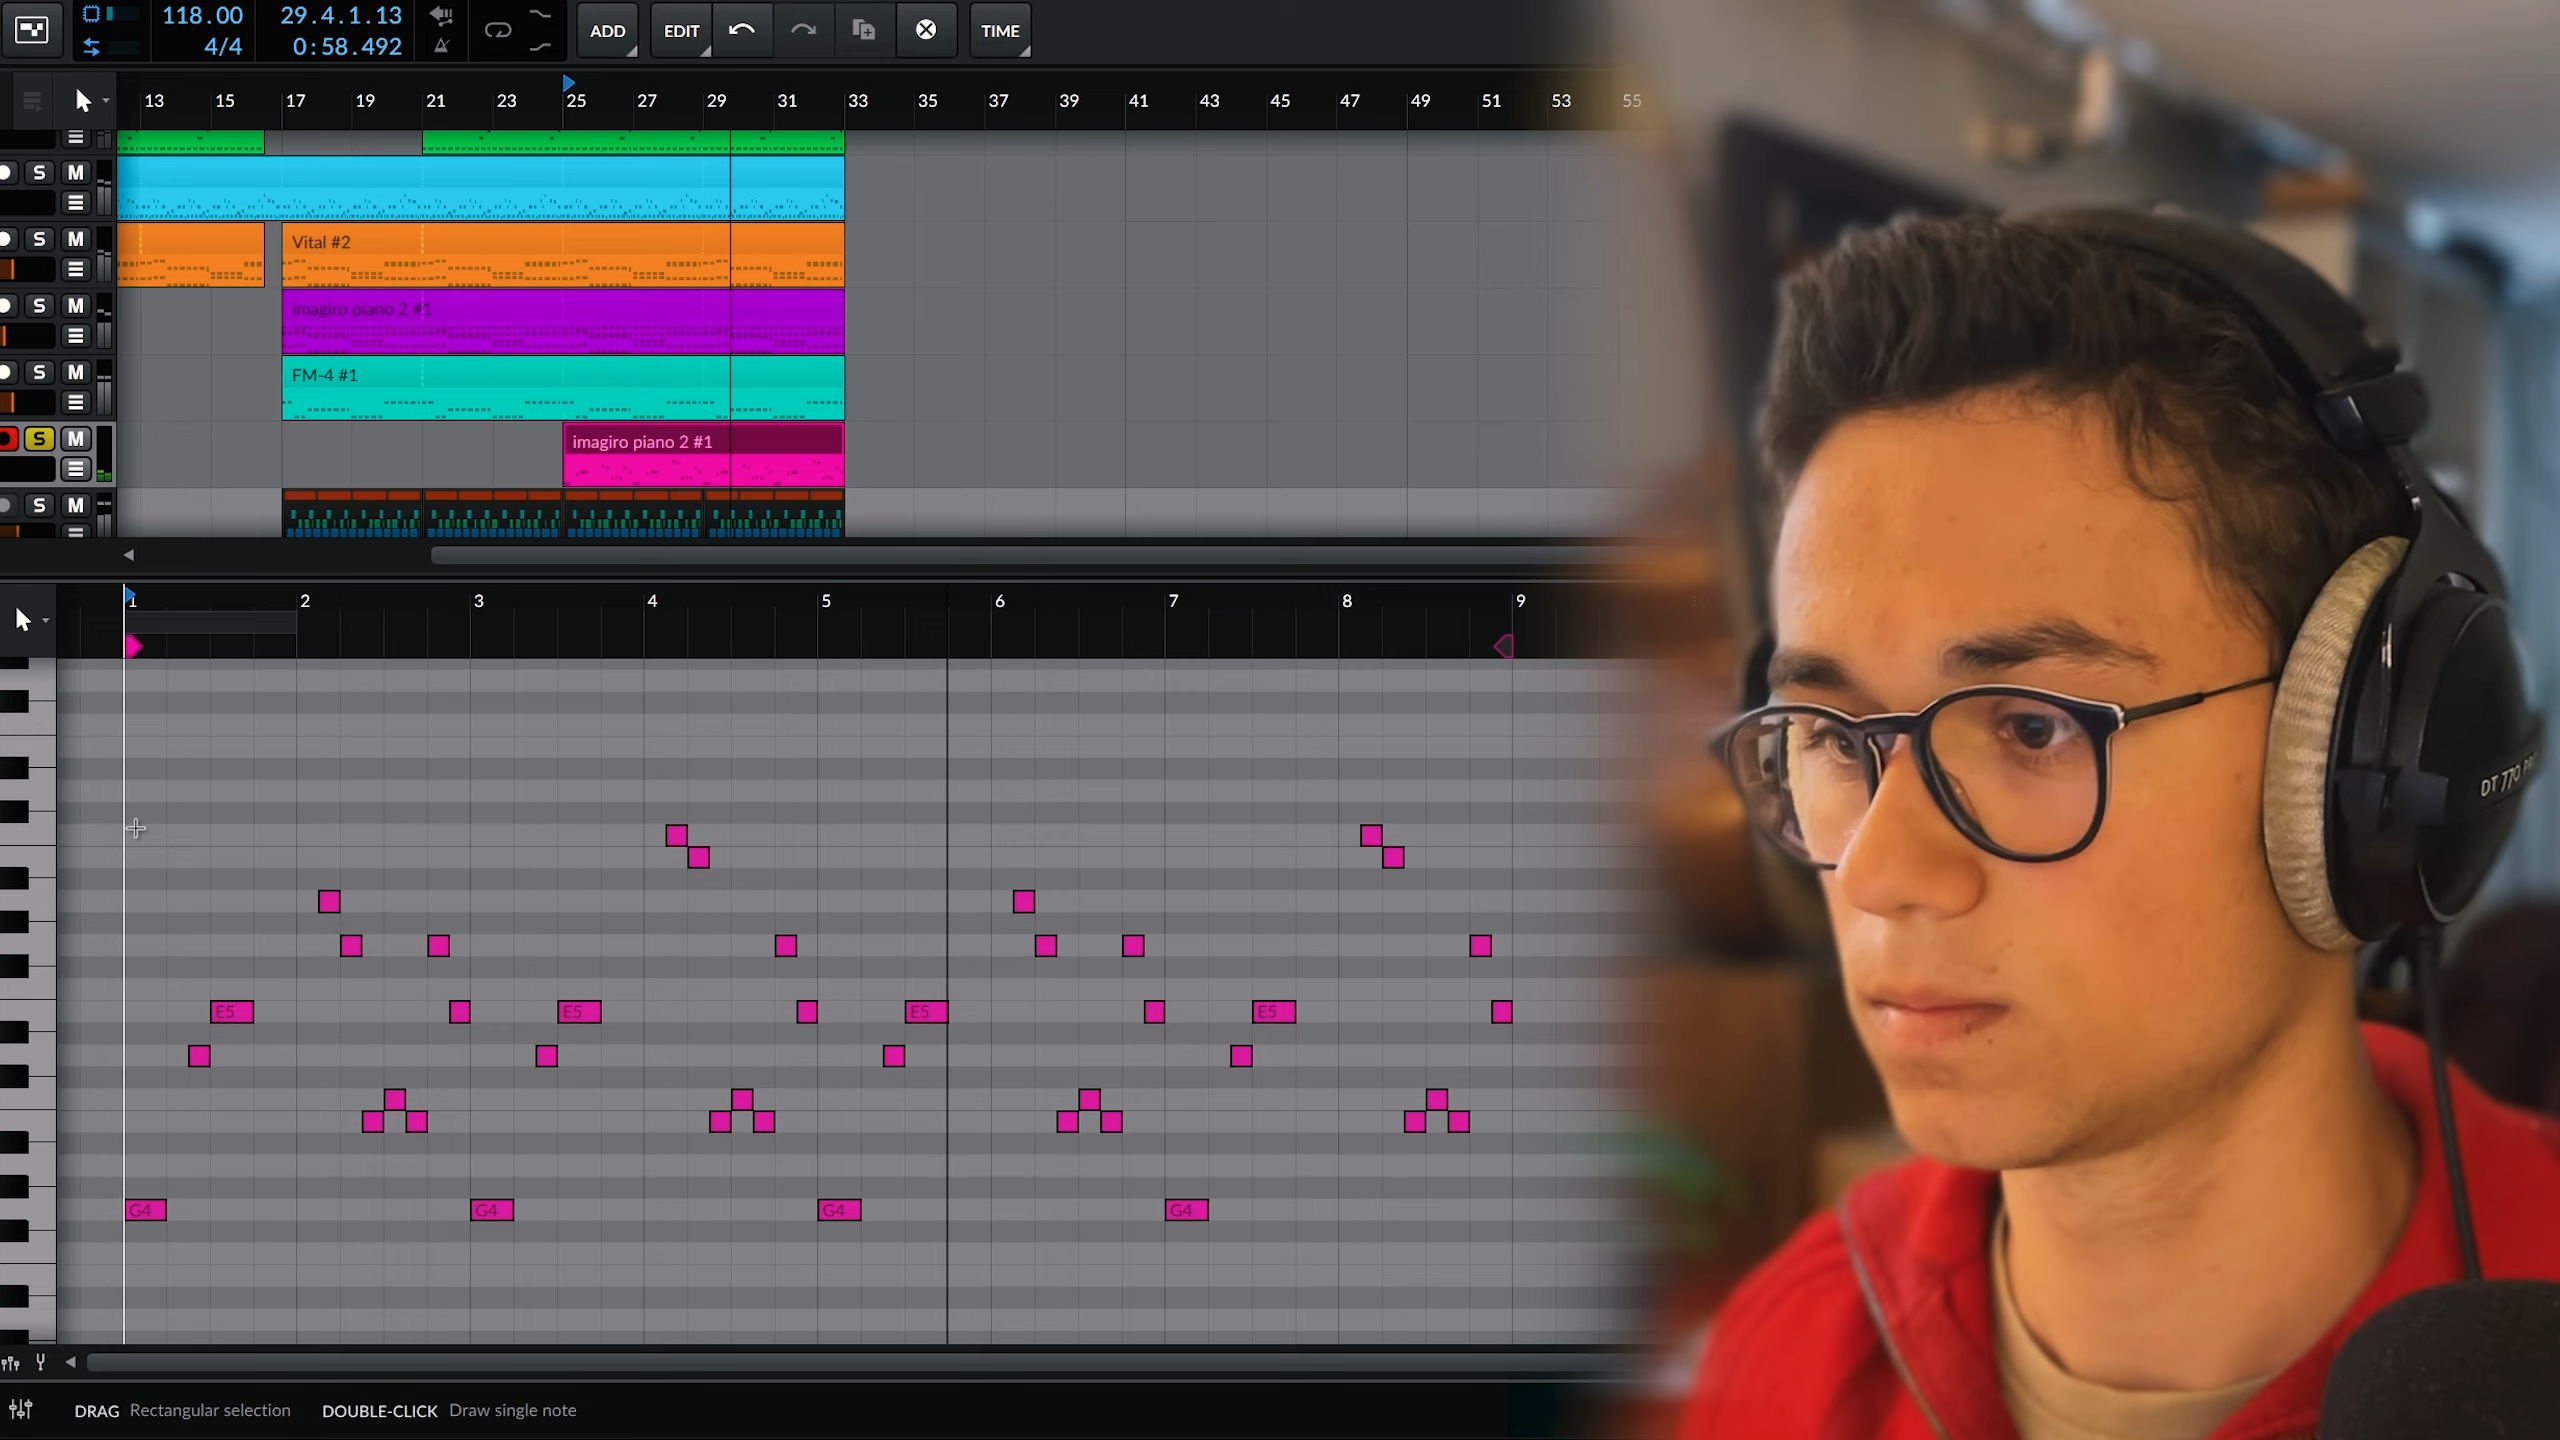 118.00
4/4
29.4.1.13
0:58.492
ADD
EDIT
TIME
13 15 17 19 21 23 25 27 29 31 33 35 37 39 41 43 45 47 49 51 53 55
S M
S M
Vital #2
S M
imagiro piano 2 #1
S M
FM-4 #1
S M
imagiro piano 2 #1
S M
1 2 3 4 5 6 7 8 9
DT 770 PRO
E5 E5 E5 E5
G4 G4 G4 G4
DRAG Rectangular selection DOUBLE-CLICK Draw single note